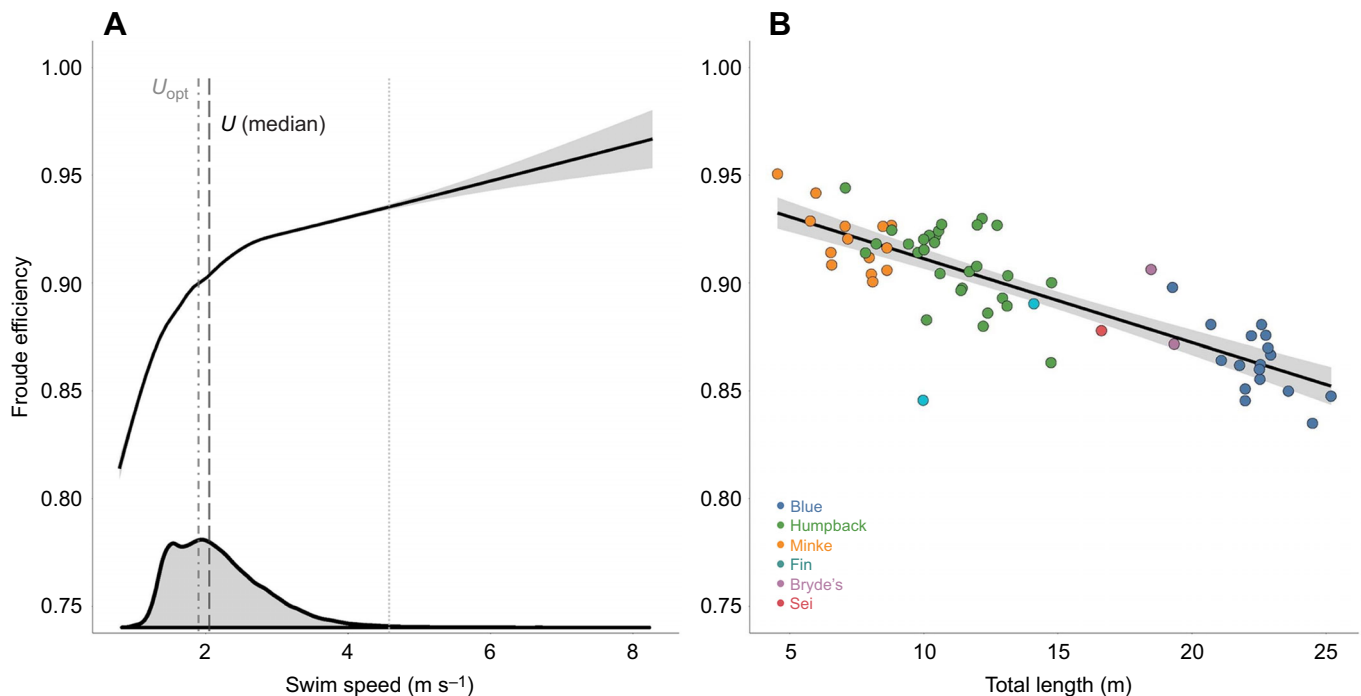 A
B
1.00
0.95
0.90
0.85
0.80
0.75
Froude efficiency
Uopt
U (median)
2
4
6
8
Swim speed (m s⁻¹)
1.00
0.95
0.90
0.85
0.80
0.75
Blue
Humpback
Minke
Fin
Bryde's
Sei
5
10
15
20
25
Total length (m)